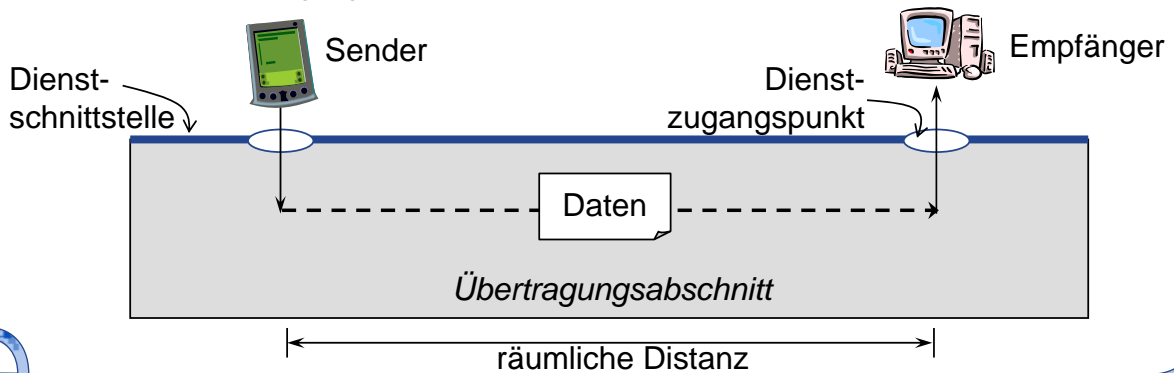 Sender
Empfänger
Dienst-
schnittstelle
Dienst-
zugangspunkt
Daten
Übertragungsabschnitt
räumliche Distanz